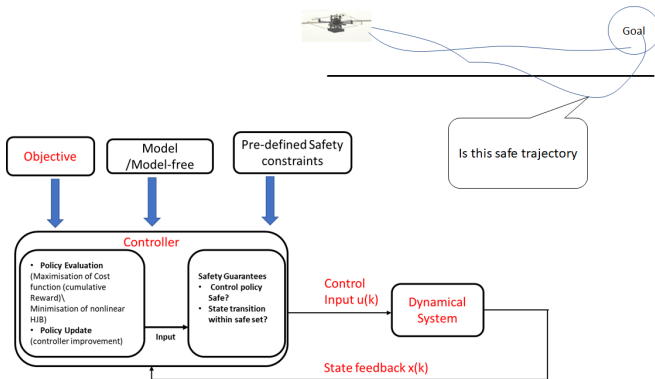 Goal
Is this safe trajectory
Objective
Model
/Model-free
Pre-defined Safety
constraints
Controller
• Policy Evaluation
(Maximisation of Cost
function (cumulative
Reward)\
Minimisation of nonlinear
HJB)
• Policy Update
(controller improvement)
Input
Safety Guarantees
• Control policy
Safe?
• State transition
within safe set?
Control
Input u(k)
Dynamical
System
State feedback x(k)